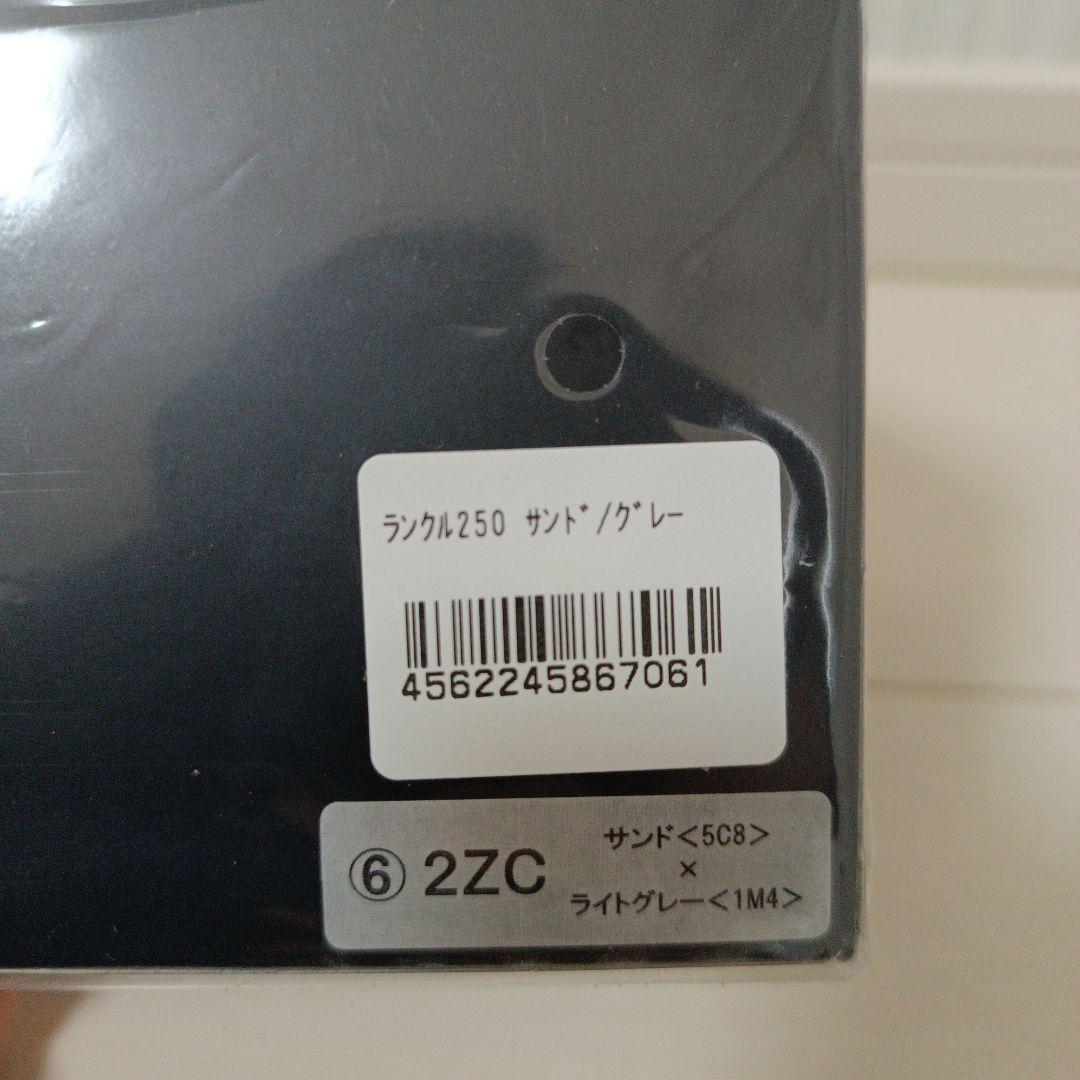 ランクル250 サンド/グレー
4562245867061
⑥ 2ZC
サンド<5C8>
×
ライトグレー<1M4>